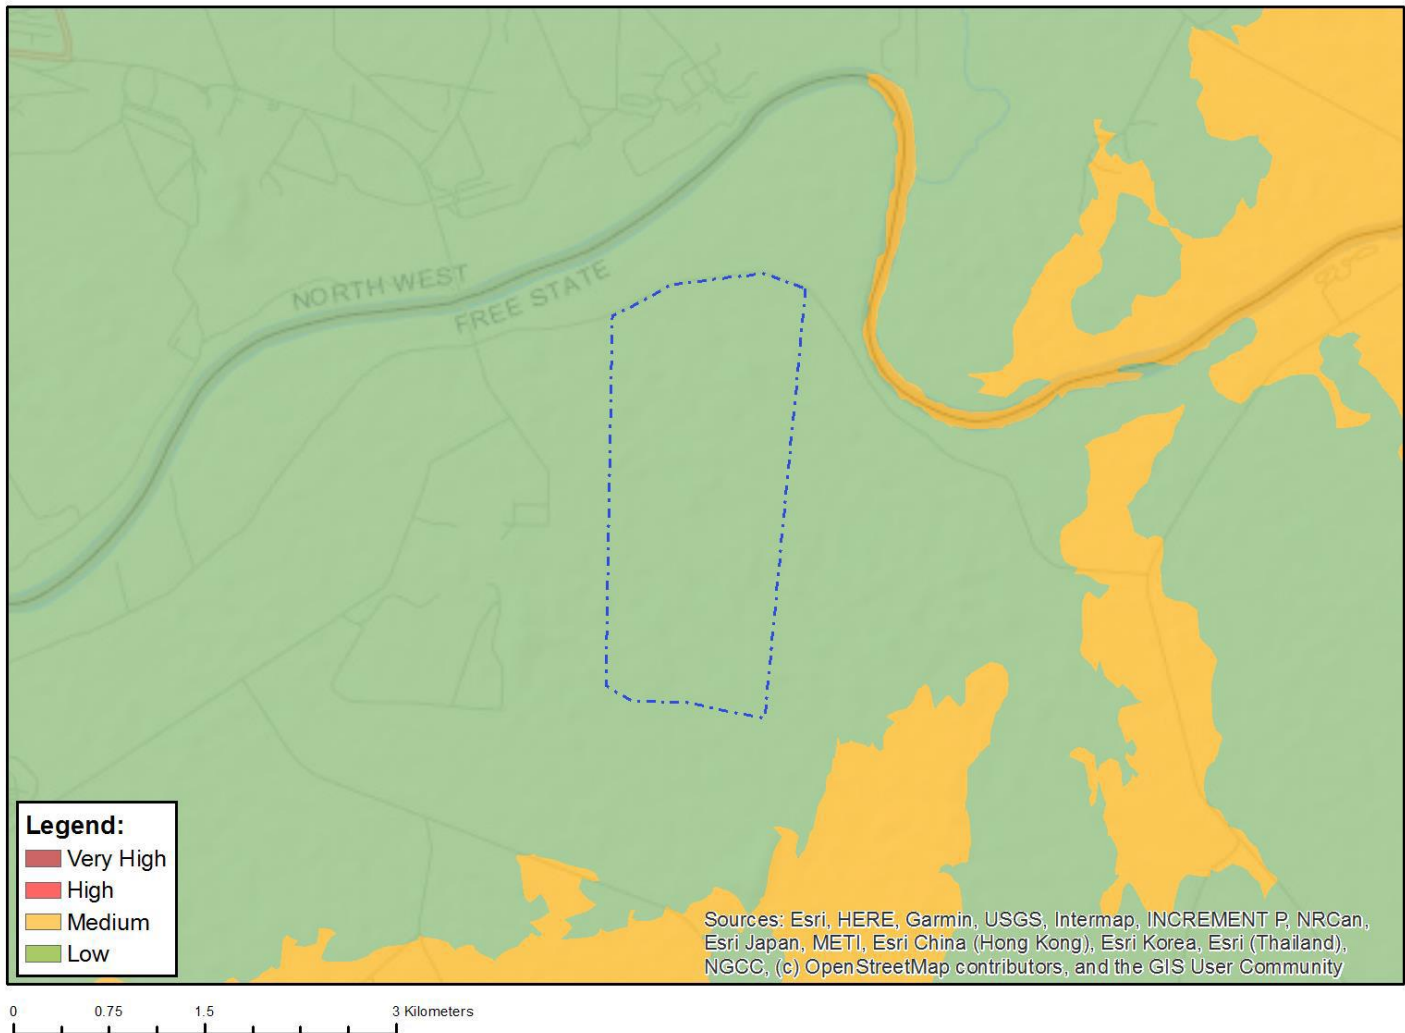 NORTH WEST
FREE STATE
Legend:
Very High
High
Medium
Low
Sources: Esri, HERE, Garmin, USGS, Intermap, INCREMENT P, NRCan,
Esri Japan, METI, Esri China (Hong Kong), Esri Korea, Esri (Thailand),
NGCC, (c) OpenStreetMap contributors, and the GIS User Community
0 0.75 1.5 3 Kilometers